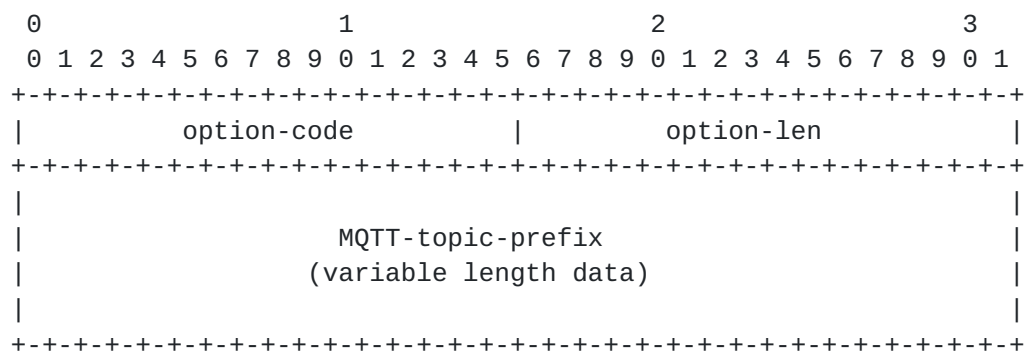 0                   1                   2                   3
 0 1 2 3 4 5 6 7 8 9 0 1 2 3 4 5 6 7 8 9 0 1 2 3 4 5 6 7 8 9 0 1
+-+-+-+-+-+-+-+-+-+-+-+-+-+-+-+-+-+-+-+-+-+-+-+-+-+-+-+-+-+-+-+-+
|          option-code          |         option-len            |
+-+-+-+-+-+-+-+-+-+-+-+-+-+-+-+-+-+-+-+-+-+-+-+-+-+-+-+-+-+-+-+-+
|                                                               |
|                    MQTT-topic-prefix                          |
|                  (variable length data)                       |
|                                                               |
+-+-+-+-+-+-+-+-+-+-+-+-+-+-+-+-+-+-+-+-+-+-+-+-+-+-+-+-+-+-+-+-+